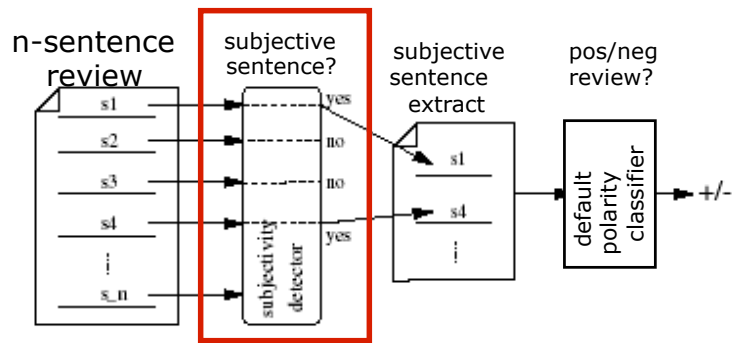 n-sentence
review
s1
s2
s3
s4
s_n
subjective
sentence?
yes
no
no
yes
subjectivity
detector
subjective
sentence
extract
s1
s4
pos/neg
review?
default
polarity
classifier
+/-